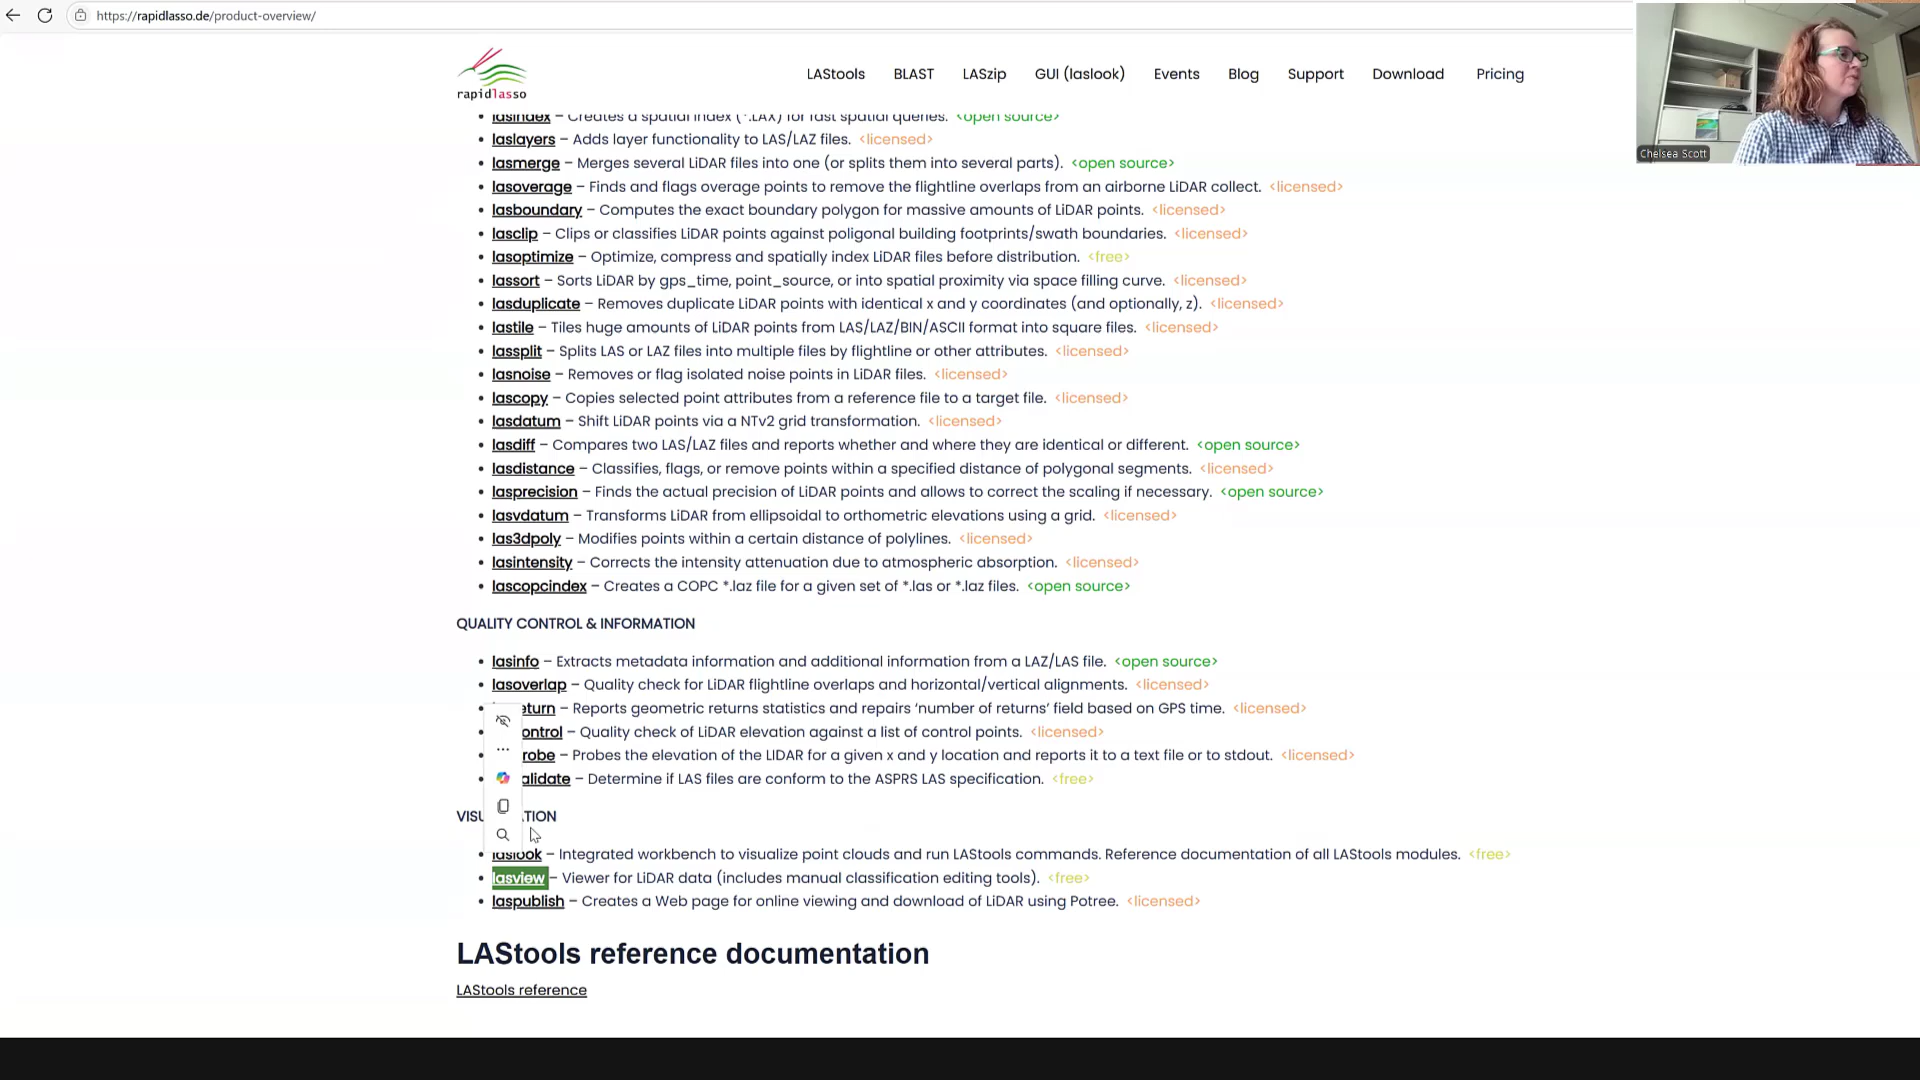 https://rapidlasso.de/product-overview/
rapidlasso
LAStools BLAST LASzip GUI (laslook) Events Blog Support Download Pricing
Chelsea Scott
lasindex – Creates a spatial index (*.LAX) for fast spatial queries. <open source>
laslayers – Adds layer functionality to LAS/LAZ files. <licensed>
lasmerge – Merges several LiDAR files into one (or splits them into several parts). <open source>
lasoverage – Finds and flags overage points to remove the flightline overlaps from an airborne LiDAR collect. <licensed>
lasboundary – Computes the exact boundary polygon for massive amounts of LiDAR points. <licensed>
lasclip – Clips or classifies LiDAR points against poligonal building footprints/swath boundaries. <licensed>
lasoptimize – Optimize, compress and spatially index LiDAR files before distribution. <free>
lassort – Sorts LiDAR by gps_time, point_source, or into spatial proximity via space filling curve. <licensed>
lasduplicate – Removes duplicate LiDAR points with identical x and y coordinates (and optionally, z). <licensed>
lastile – Tiles huge amounts of LiDAR points from LAS/LAZ/BIN/ASCII format into square files. <licensed>
lassplit – Splits LAS or LAZ files into multiple files by flightline or other attributes. <licensed>
lasnoise – Removes or flag isolated noise points in LiDAR files. <licensed>
lascopy – Copies selected point attributes from a reference file to a target file. <licensed>
lasdatum – Shift LiDAR points via a NTv2 grid transformation. <licensed>
lasdiff – Compares two LAS/LAZ files and reports whether and where they are identical or different. <open source>
lasdistance – Classifies, flags, or remove points within a specified distance of polygonal segments. <licensed>
lasprecision – Finds the actual precision of LiDAR points and allows to correct the scaling if necessary. <open source>
lasvdatum – Transforms LiDAR from ellipsoidal to orthometric elevations using a grid. <licensed>
las3dpoly – Modifies points within a certain distance of polylines. <licensed>
lasintensity – Corrects the intensity attenuation due to atmospheric absorption. <licensed>
lascopcindex – Creates a COPC *.laz file for a given set of *.las or *.laz files. <open source>
QUALITY CONTROL & INFORMATION
lasinfo – Extracts metadata information and additional information from a LAZ/LAS file. <open source>
lasoverlap – Quality check for LiDAR flightline overlaps and horizontal/vertical alignments. <licensed>
eturn – Reports geometric returns statistics and repairs ‘number of returns’ field based on GPS time. <licensed>
ontrol – Quality check of LiDAR elevation against a list of control points. <licensed>
robe – Probes the elevation of the LIDAR for a given x and y location and reports it to a text file or to stdout. <licensed>
alidate – Determine if LAS files are conform to the ASPRS LAS specification. <free>
VISU TION
laslook – Integrated workbench to visualize point clouds and run LAStools commands. Reference documentation of all LAStools modules. <free>
lasview – Viewer for LiDAR data (includes manual classification editing tools). <free>
laspublish – Creates a Web page for online viewing and download of LiDAR using Potree. <licensed>
LAStools reference documentation
LAStools reference